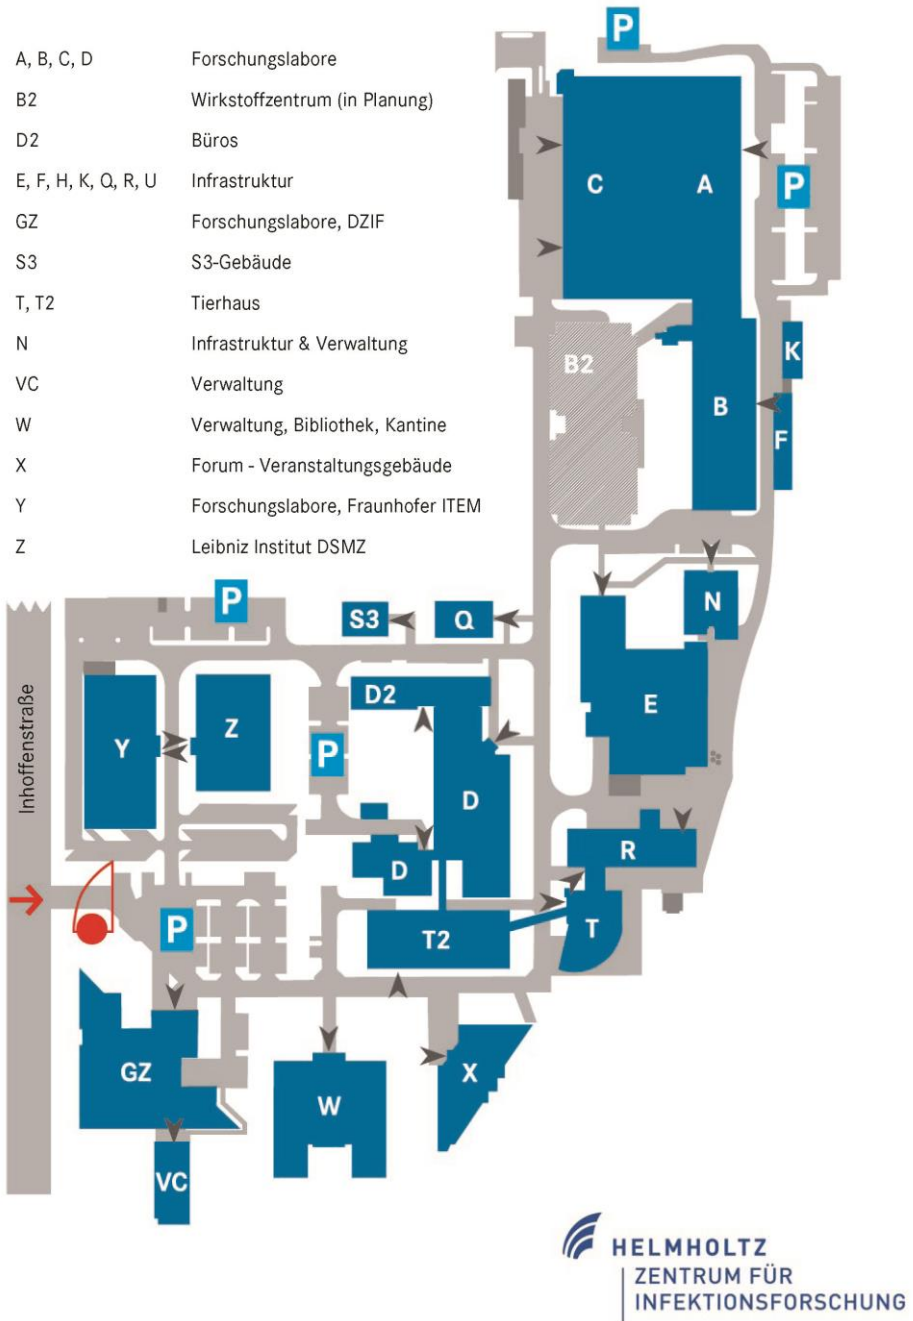 A, B, C, D Forschungslabore
B2 Wirkstoffzentrum (in Planung)
D2 Büros
E, F, H, K, Q, R, U Infrastruktur
GZ Forschungslabore, DZIF
S3 S3-Gebäude
T, T2 Tierhaus
N Infrastruktur & Verwaltung
VC Verwaltung
W Verwaltung, Bibliothek, Kantine
X Forum - Veranstaltungsgebäude
Y Forschungslabore, Fraunhofer ITEM
Z Leibniz Institut DSMZ
P
C
A
P
K
B2
B
F
P
S3
Q
N
D2
E
Inhoffenstraße
Y
Z
P
D
R
D
P
T2
T
GZ
W
X
VC
HELMHOLTZ
ZENTRUM FÜR
INFEKTIONSFORSCHUNG